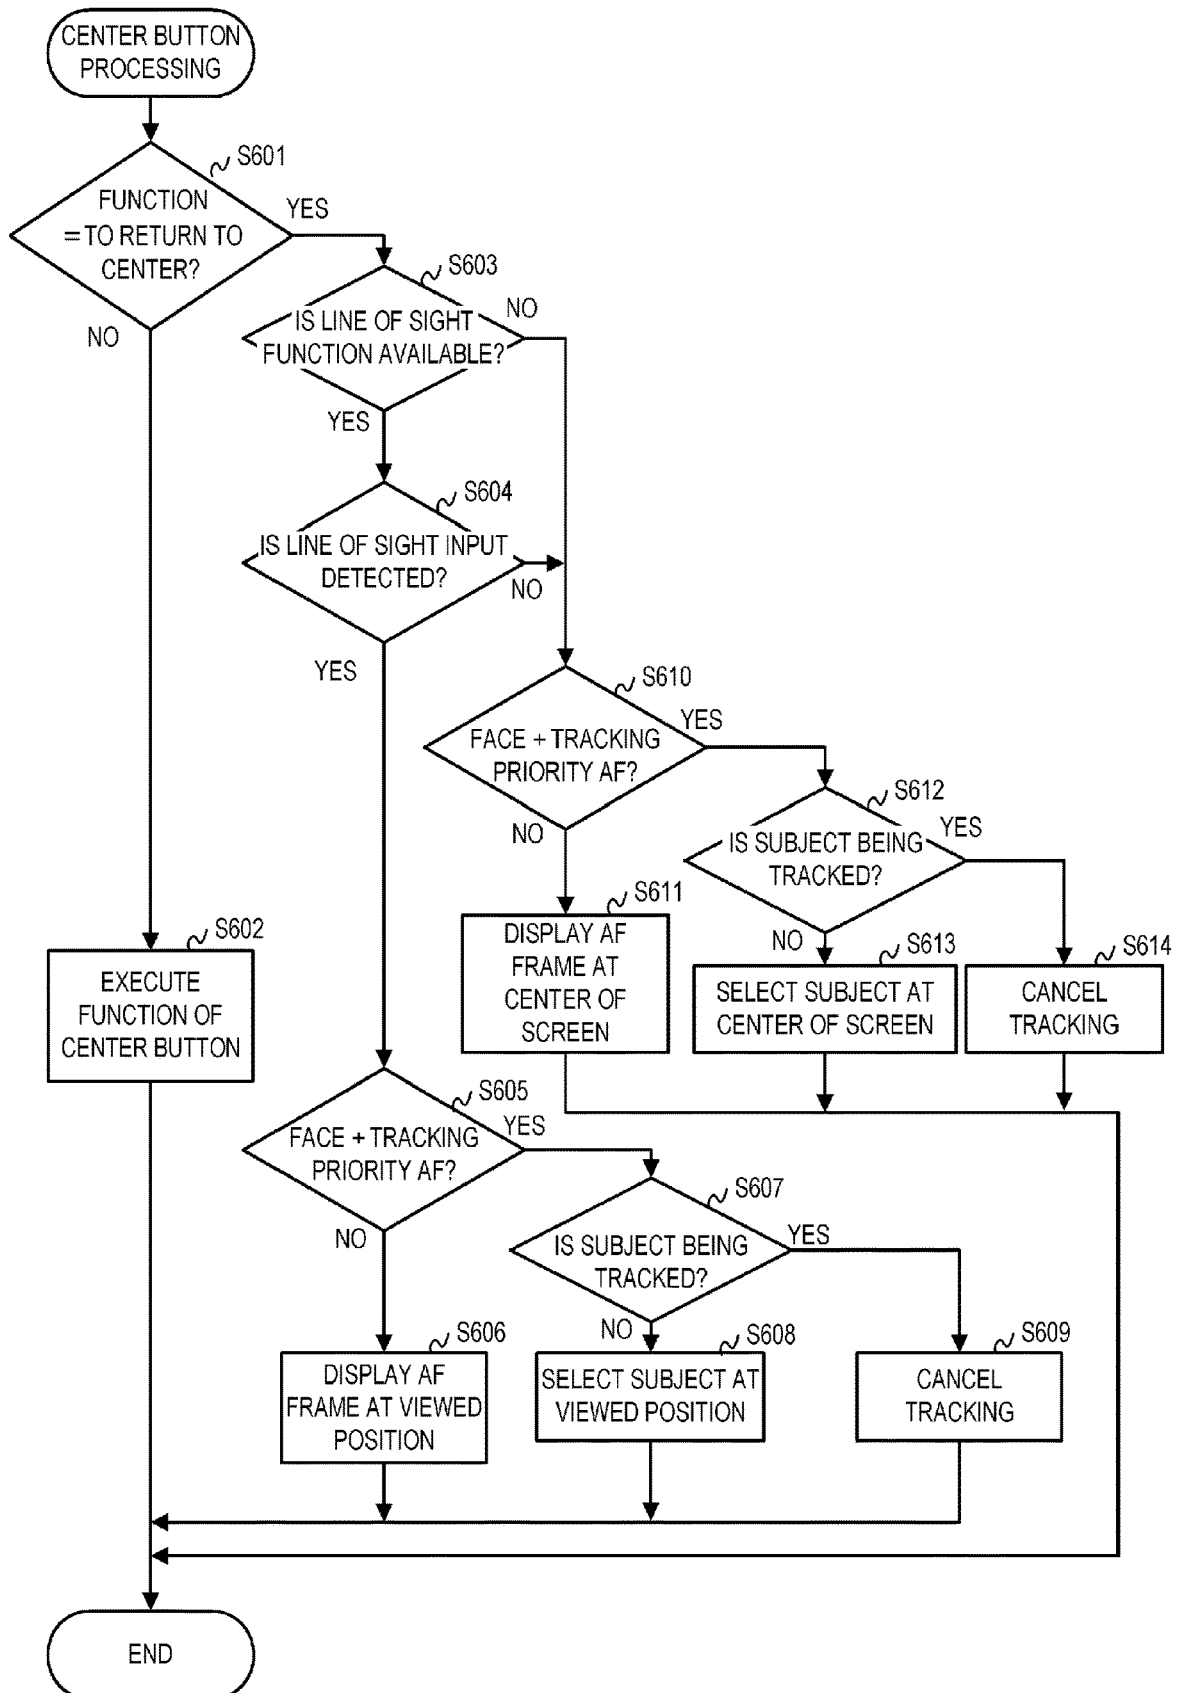 CENTER BUTTON
PROCESSING
S601
FUNCTION
=TO RETURN TO
CENTER?
YES
NO
S603
IS LINE OF SIGHT
FUNCTION AVAILABLE?
NO
YES
S604
IS LINE OF SIGHT INPUT
DETECTED?
NO
YES
S610
FACE + TRACKING
PRIORITY AF?
YES
NO
S612
IS SUBJECT BEING
TRACKED?
YES
NO
S611
DISPLAY AF
FRAME AT
CENTER OF
SCREEN
S613
SELECT SUBJECT AT
CENTER OF SCREEN
S614
CANCEL
TRACKING
S602
EXECUTE
FUNCTION OF
CENTER BUTTON
S605
FACE + TRACKING
PRIORITY AF?
YES
NO
S607
IS SUBJECT BEING
TRACKED?
YES
NO
S606
DISPLAY AF
FRAME AT VIEWED
POSITION
S608
SELECT SUBJECT AT
VIEWED POSITION
S609
CANCEL
TRACKING
END